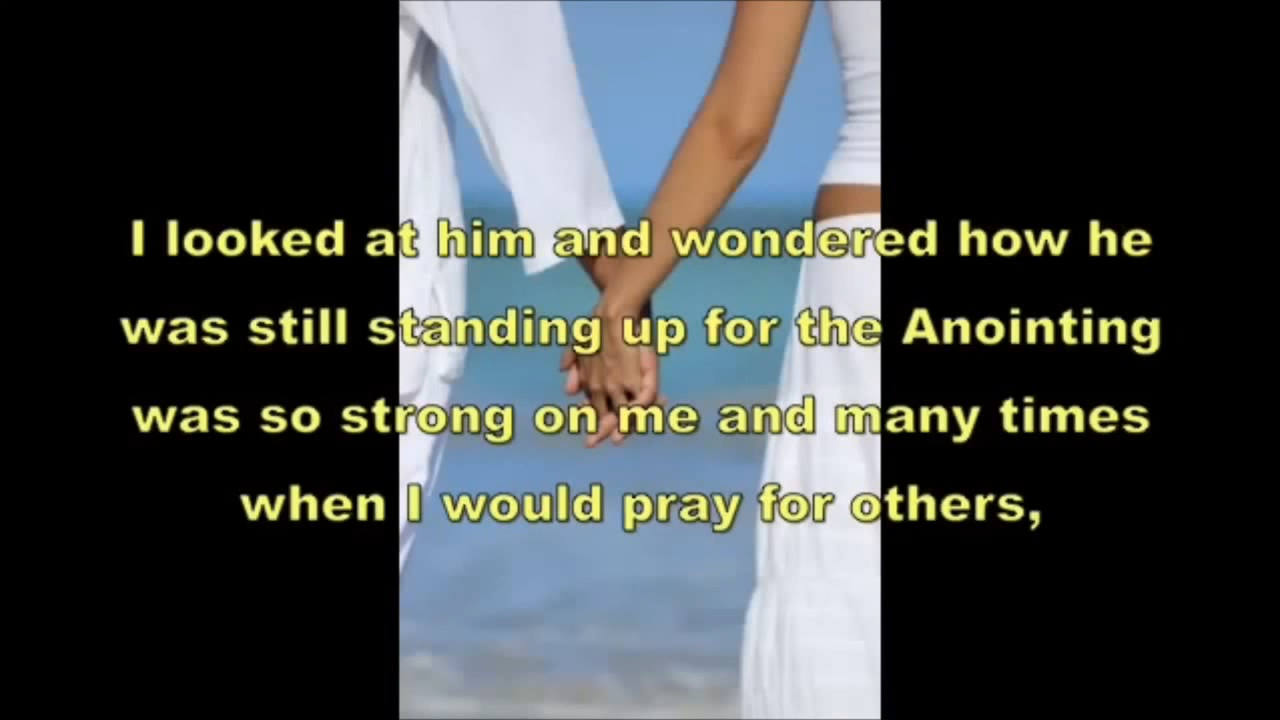 I looked at him and wondered how he
was still standing up for the Anointing
was so strong on me and many times
when I would pray for others,